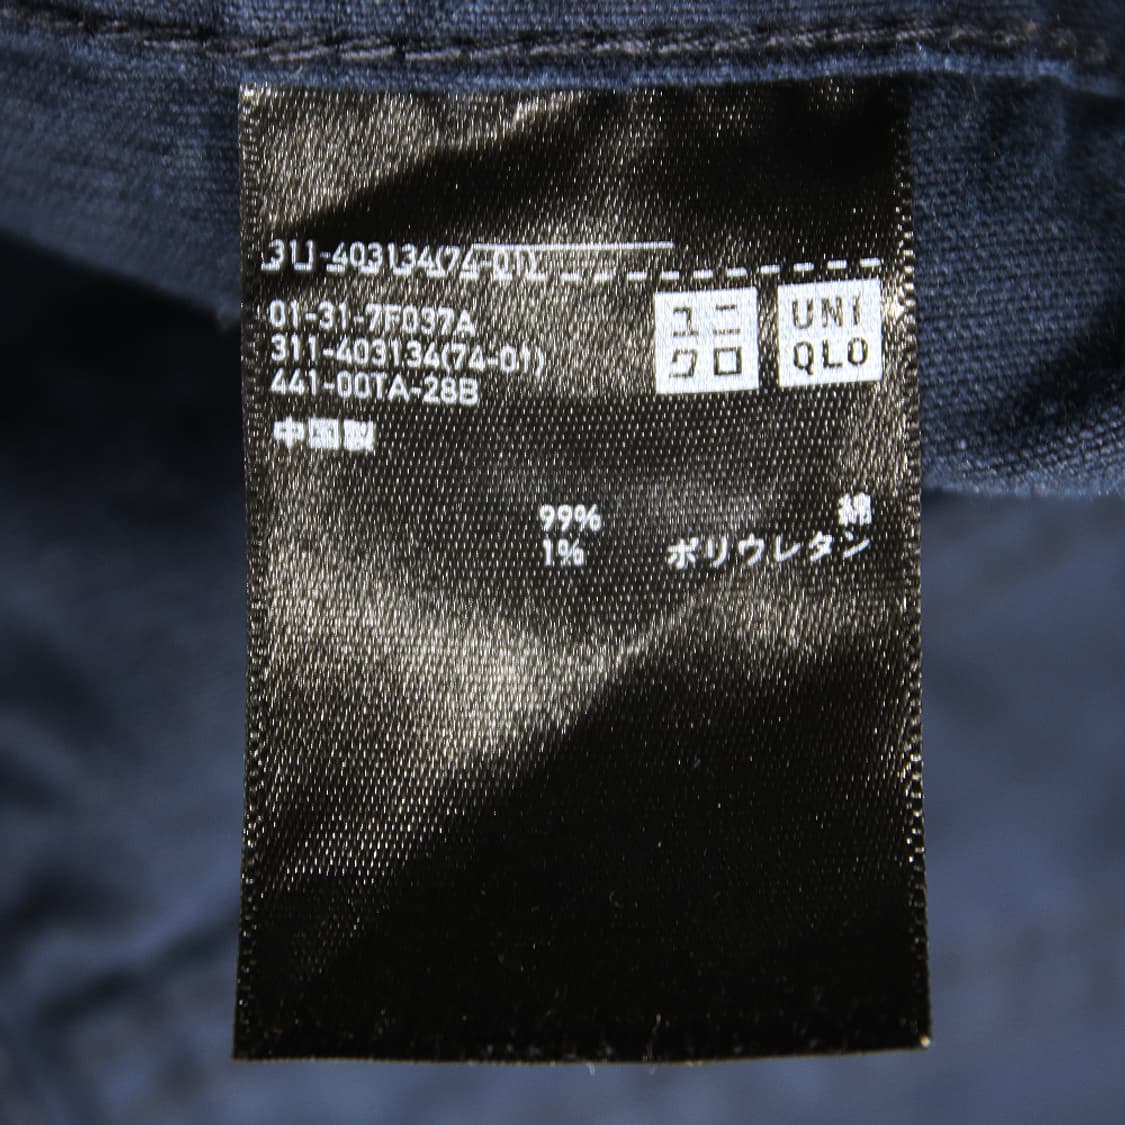 311-403134(74-01)
01-31-7F037A
311-403134(74-01)
441-00TA-28B
中国製
ユニ
クロ
UNI
QLO
99% 綿
1% ポリウレタン